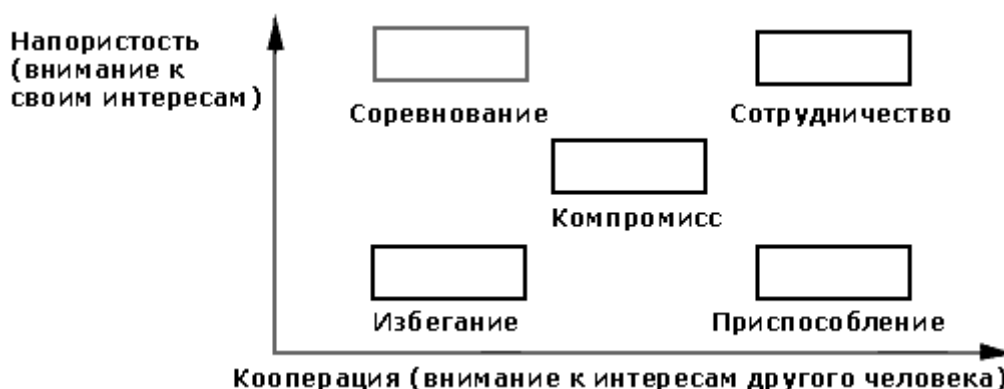 Напористость
(внимание к
своим интересам)
Соревнование
Сотрудничество
Компромисс
Избегание
Приспособление
Кооперация (внимание к интересам другого человека)